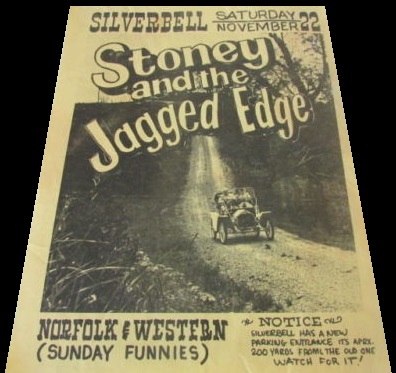 SILVERBELL SATURDAY NOVEMBER 22
Stoney
and the
Jagged Edge
NORFOLK & WESTERN
(SUNDAY FUNNIES)
NOTICE
SILVERBELL HAS A NEW
PARKING ENTRANCE ITS APRX.
200 YARDS FROM THE OLD ONE
WATCH FOR IT!